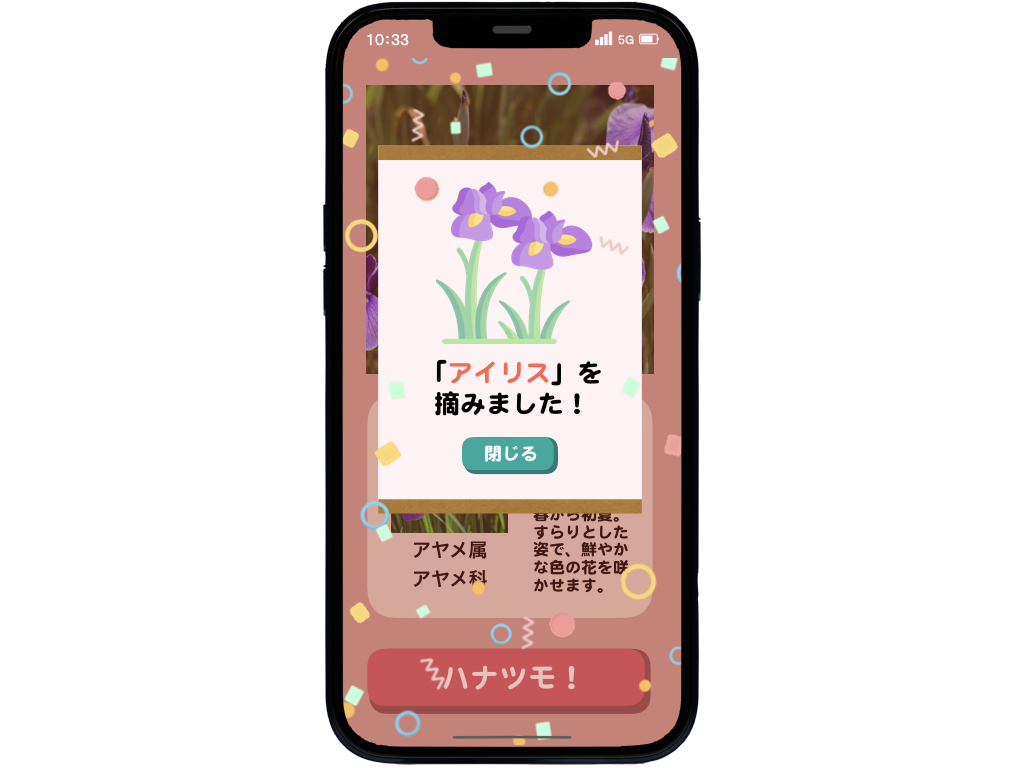 10:33
5G
「アイリス」を
摘みました！
閉じる
春から初夏。
すらりとした
姿で、鮮やか
な色の花を咲
かせます。
アヤメ属
アヤメ科
ハナツモ！